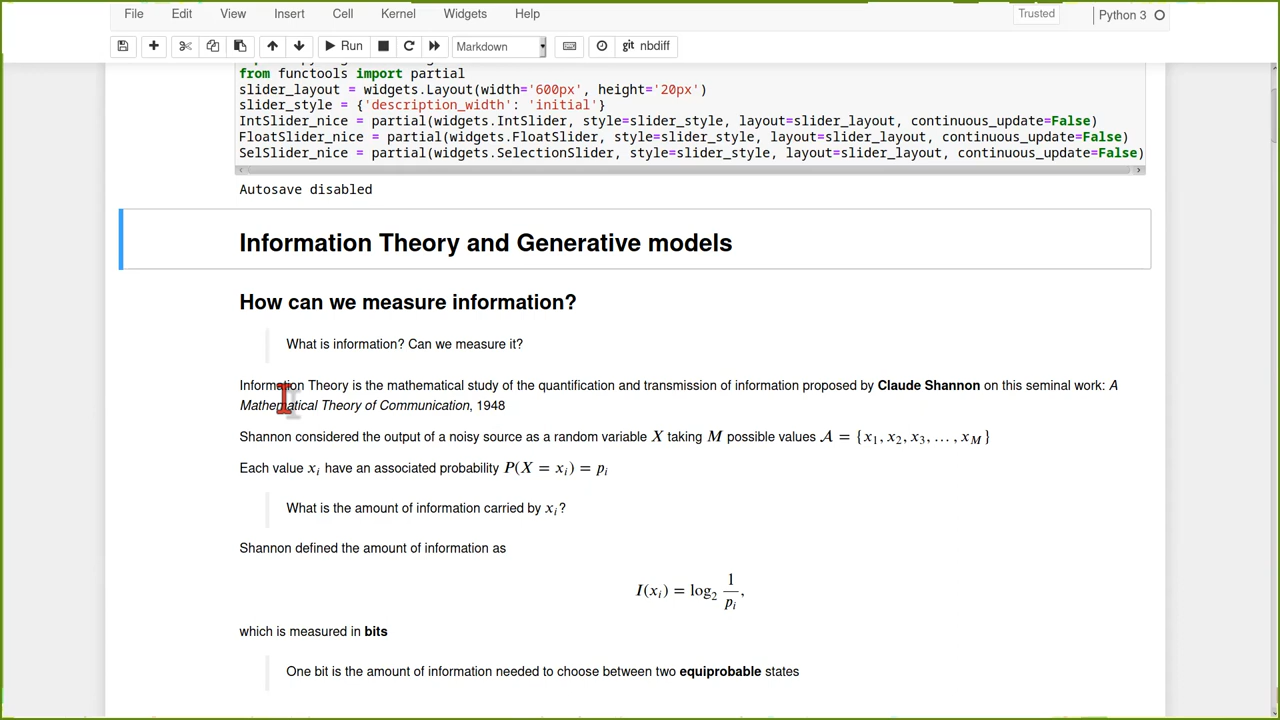 File Edit View Insert Cell Kernel Widgets Help Trusted Python 3
Run Markdown git nbdiff
from functools import partial
slider_layout = widgets.Layout(width='600px', height='20px')
slider_style = {'description_width': 'initial'}
IntSlider_nice = partial(widgets.IntSlider, style=slider_style, layout=slider_layout, continuous_update=False)
FloatSlider_nice = partial(widgets.FloatSlider, style=slider_style, layout=slider_layout, continuous_update=False)
SelSlider_nice = partial(widgets.SelectionSlider, style=slider_style, layout=slider_layout, continuous_update=False)
Autosave disabled
Information Theory and Generative models
How can we measure information?
What is information? Can we measure it?
Information Theory is the mathematical study of the quantification and transmission of information proposed by Claude Shannon on this seminal work: A
Mathematical Theory of Communication, 1948
Shannon considered the output of a noisy source as a random variable X taking M possible values 𝒜 = {x₁, x₂, x₃, …, x_M}
Each value xᵢ have an associated probability P(X = xᵢ) = pᵢ
What is the amount of information carried by xᵢ?
Shannon defined the amount of information as
I(xᵢ) = log₂ 1/pᵢ,
which is measured in bits
One bit is the amount of information needed to choose between two equiprobable states